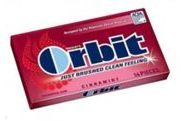 Orbit
JUST BRUSHED CLEAN FEELING
CINNAMINT
Orbit
14 PIECES